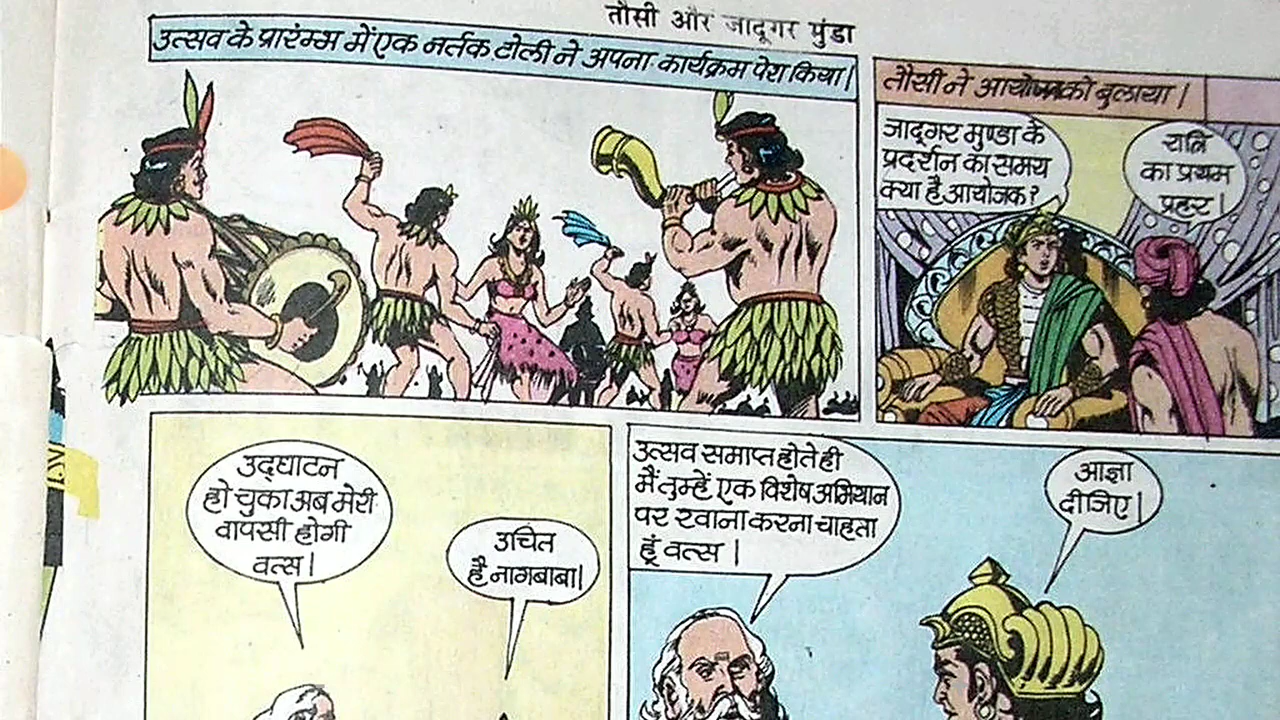 तौसी और जादूगर मुंडा
उत्सव के प्रारंम्भ में एक नर्तक टोली ने अपना कार्यक्रम पेश किया।
तौसी ने आयोजक को बुलाया।
जादूगर मुण्डा के
प्रदर्शन का समय
क्या है आयोजक?
रात्रि
का प्रथम
प्रहर।
उद्घाटन
हो चुका अब मेरी
वापसी होगी
वत्स।
उचित
है नागबाबा।
उत्सव समाप्त होते ही
मैं तुम्हें एक विशेष अभियान
पर रवाना करना चाहता
हूं वत्स।
आज्ञा
दीजिए।